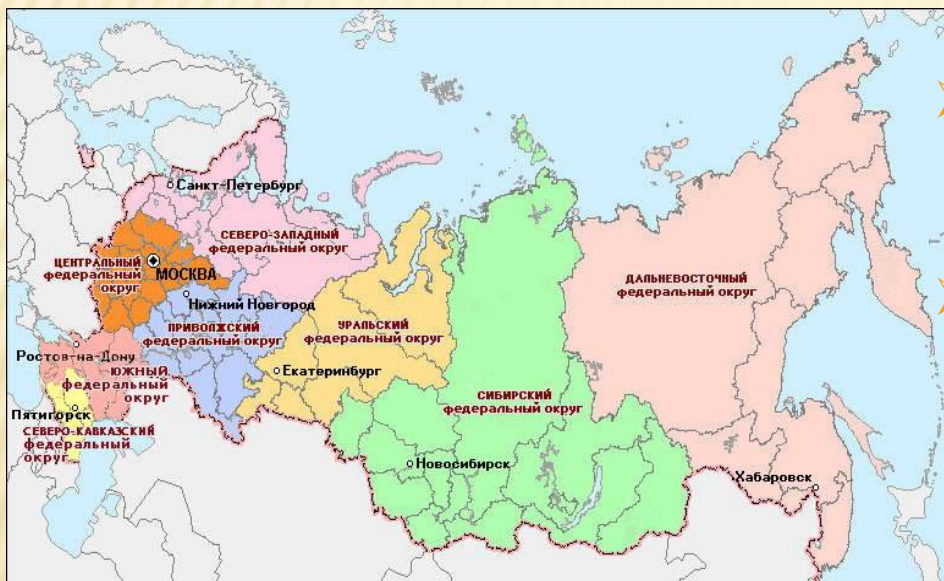 Санкт-Петербург
СЕВЕРО-ЗАПАДНЫЙ
федеральный округ
ЦЕНТРАЛЬНЫЙ
федеральный
округ
МОСКВА
Нижний Новгород
ПРИВОЛЖСКИЙ
федеральный округ
УРАЛЬСКИЙ
федеральный округ
ДАЛЬНЕВОСТОЧНЫЙ
федеральный округ
Ростов-на-Дону
ЮЖНЫЙ
федеральный
округ
Екатеринбург
Пятигорск
СЕВЕРО-КАВКАЗСКИЙ
федеральный
округ
СИБИРСКИЙ
федеральный округ
Новосибирск
Хабаровск